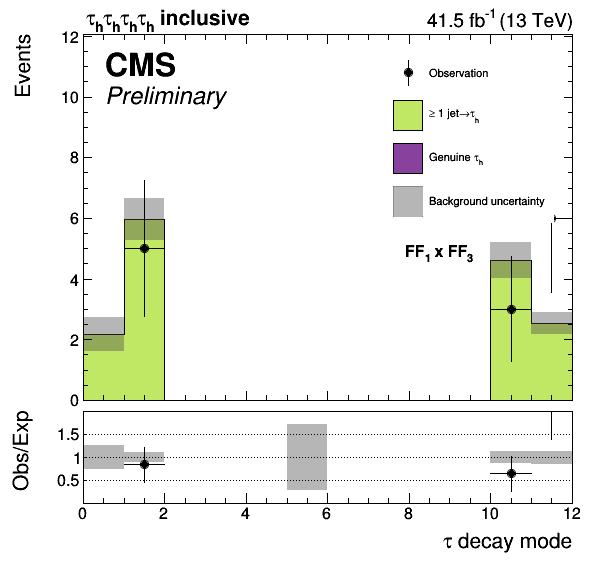 τhτhτhτh inclusive
41.5 fb⁻¹ (13 TeV)
Events
12
10
8
6
4
2
0
CMS
Preliminary
Observation
≥ 1 jet→τh
Genuine τh
Background uncertainty
FF₁ x FF₃
Obs/Exp
1.5
1
0.5
0 2 4 6 8 10 12
τ decay mode